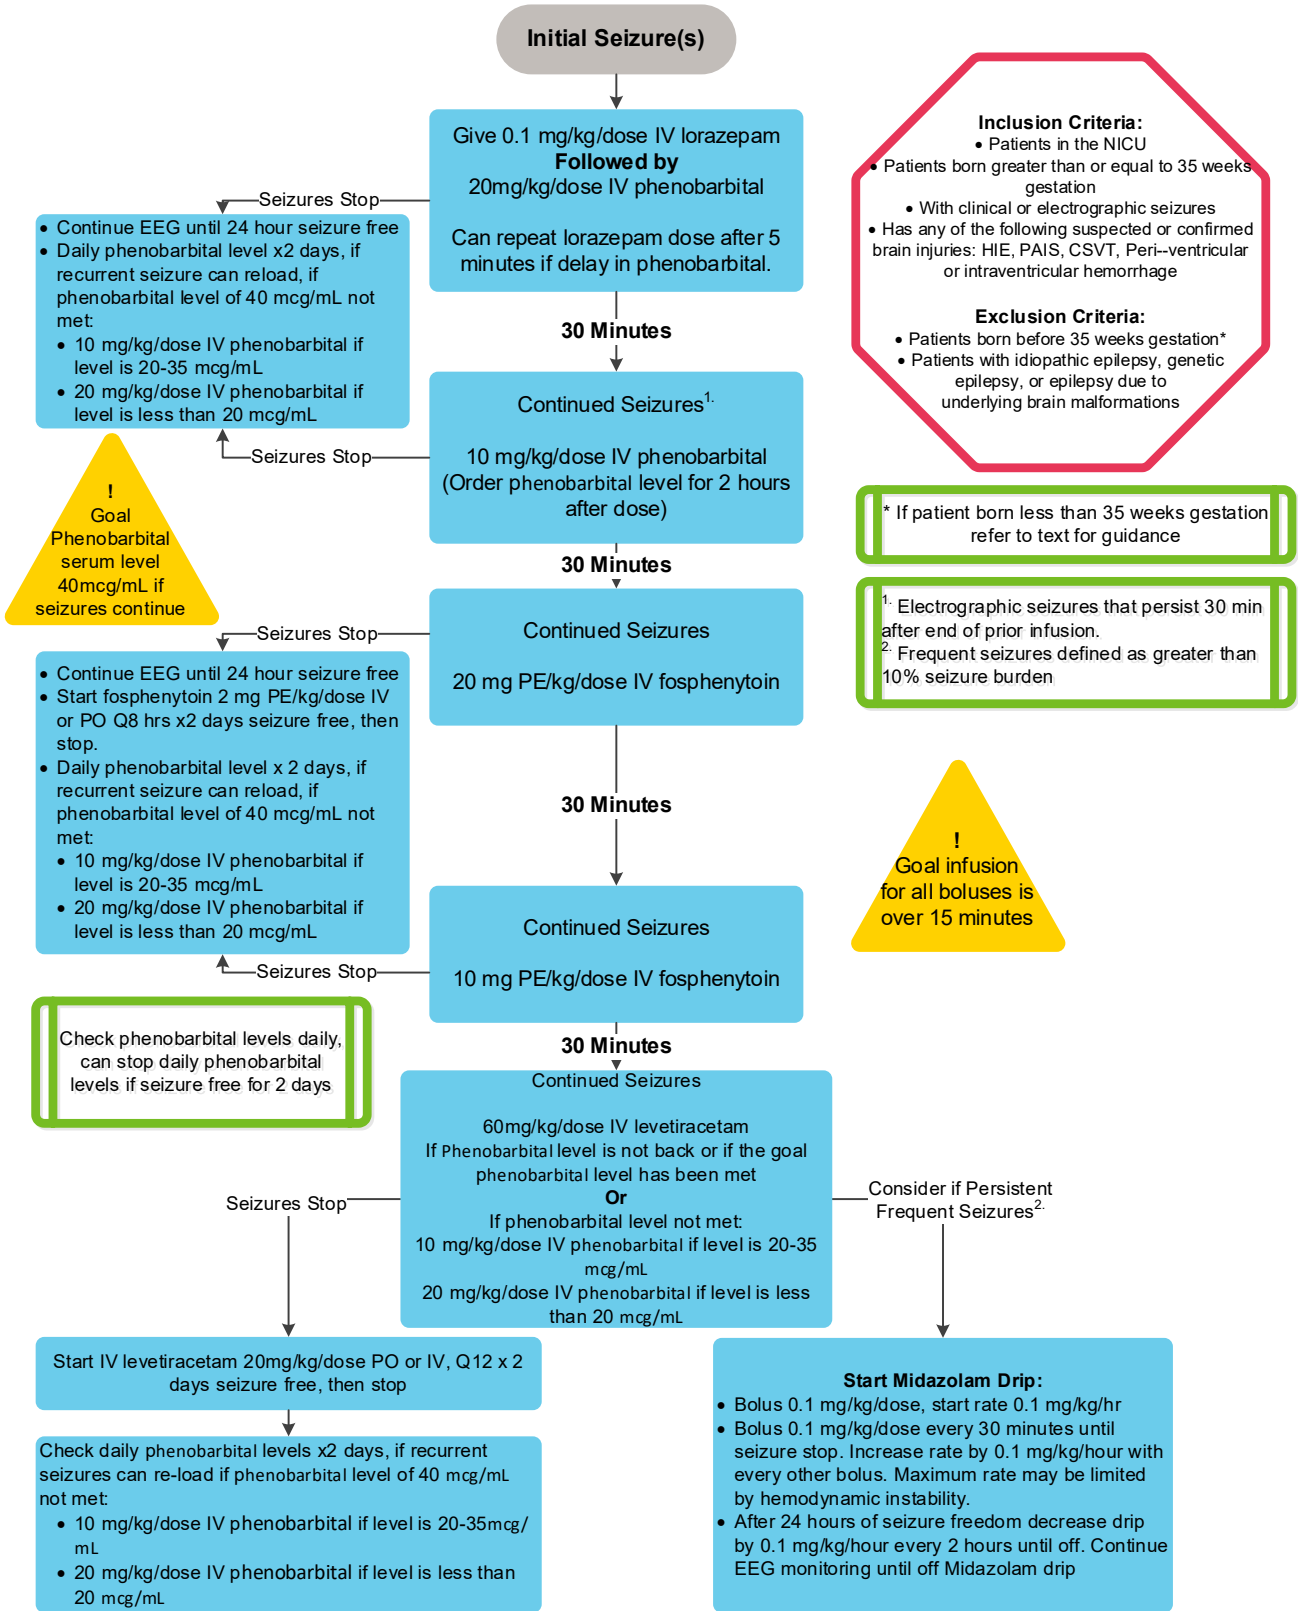 Initial Seizure(s)
Give 0.1 mg/kg/dose IV lorazepam
Followed by
20mg/kg/dose IV phenobarbital
Can repeat lorazepam dose after 5
minutes if delay in phenobarbital.
Inclusion Criteria:
• Patients in the NICU
• Patients born greater than or equal to 35 weeks
gestation
• With clinical or electrographic seizures
• Has any of the following suspected or confirmed
brain injuries: HIE, PAIS, CSVT, Peri--ventricular
or intraventricular hemorrhage
Exclusion Criteria:
• Patients born before 35 weeks gestation*
• Patients with idiopathic epilepsy, genetic
epilepsy, or epilepsy due to
underlying brain malformations
Seizures Stop
• Continue EEG until 24 hour seizure free
• Daily phenobarbital level x2 days, if
recurrent seizure can reload, if
phenobarbital level of 40 mcg/mL not
met:
• 10 mg/kg/dose IV phenobarbital if
level is 20-35 mcg/mL
• 20 mg/kg/dose IV phenobarbital if
level is less than 20 mcg/mL
30 Minutes
Continued Seizures1.
10 mg/kg/dose IV phenobarbital
(Order phenobarbital level for 2 hours
after dose)
Seizures Stop
!
Goal
Phenobarbital
serum level
40mcg/mL if
seizures continue
* If patient born less than 35 weeks gestation
refer to text for guidance
30 Minutes
1. Electrographic seizures that persist 30 min
after end of prior infusion.
2. Frequent seizures defined as greater than
10% seizure burden
Continued Seizures
20 mg PE/kg/dose IV fosphenytoin
Seizures Stop
• Continue EEG until 24 hour seizure free
• Start fosphenytoin 2 mg PE/kg/dose IV
or PO Q8 hrs x2 days seizure free, then
stop.
• Daily phenobarbital level x 2 days, if
recurrent seizure can reload, if
phenobarbital level of 40 mcg/mL not
met:
• 10 mg/kg/dose IV phenobarbital if
level is 20-35 mcg/mL
• 20 mg/kg/dose IV phenobarbital if
level is less than 20 mcg/mL
30 Minutes
!
Goal infusion
for all boluses is
over 15 minutes
Continued Seizures
10 mg PE/kg/dose IV fosphenytoin
Seizures Stop
Check phenobarbital levels daily,
can stop daily phenobarbital
levels if seizure free for 2 days
30 Minutes
Continued Seizures
60mg/kg/dose IV levetiracetam
If Phenobarbital level is not back or if the goal
phenobarbital level has been met
Or
If phenobarbital level not met:
10 mg/kg/dose IV phenobarbital if level is 20-35
mcg/mL
20 mg/kg/dose IV phenobarbital if level is less
than 20 mcg/mL
Seizures Stop
Consider if Persistent
Frequent Seizures2.
Start IV levetiracetam 20mg/kg/dose PO or IV, Q12 x 2
days seizure free, then stop
Check daily phenobarbital levels x2 days, if recurrent
seizures can re-load if phenobarbital level of 40 mcg/mL
not met:
• 10 mg/kg/dose IV phenobarbital if level is 20-35mcg/
mL
• 20 mg/kg/dose IV phenobarbital if level is less than
20 mcg/mL
Start Midazolam Drip:
• Bolus 0.1 mg/kg/dose, start rate 0.1 mg/kg/hr
• Bolus 0.1 mg/kg/dose every 30 minutes until
seizure stop. Increase rate by 0.1 mg/kg/hour with
every other bolus. Maximum rate may be limited
by hemodynamic instability.
• After 24 hours of seizure freedom decrease drip
by 0.1 mg/kg/hour every 2 hours until off. Continue
EEG monitoring until off Midazolam drip